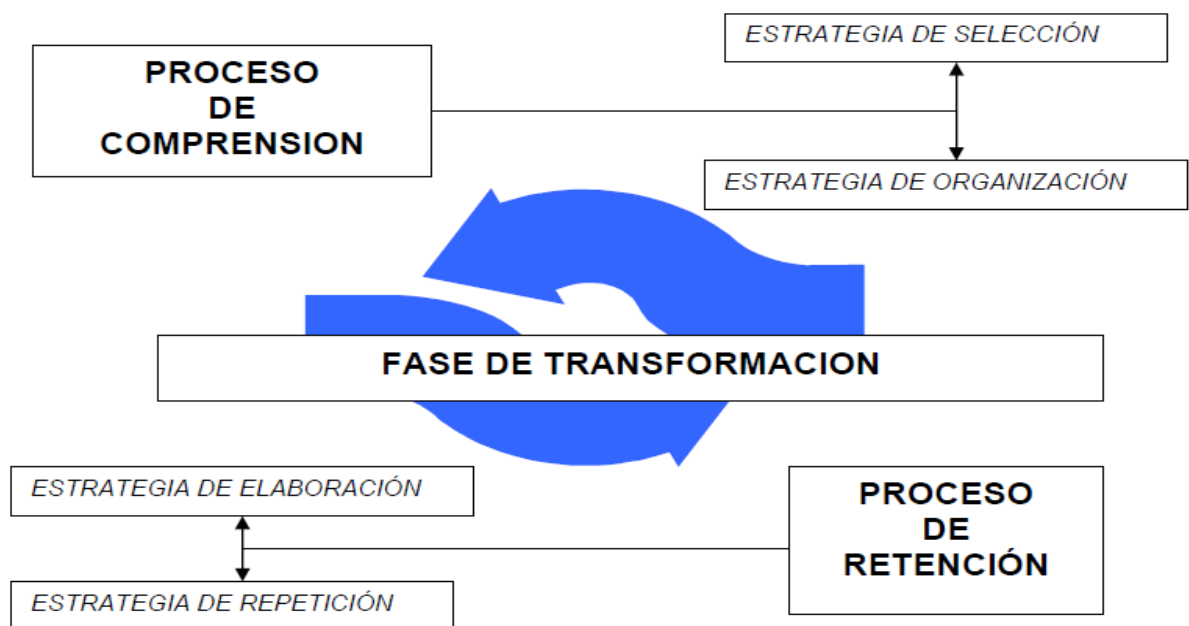 ESTRATEGIA DE SELECCIÓN
PROCESO
DE
COMPRENSION
ESTRATEGIA DE ORGANIZACIÓN
FASE DE TRANSFORMACION
ESTRATEGIA DE ELABORACIÓN
PROCESO
DE
RETENCIÓN
ESTRATEGIA DE REPETICIÓN